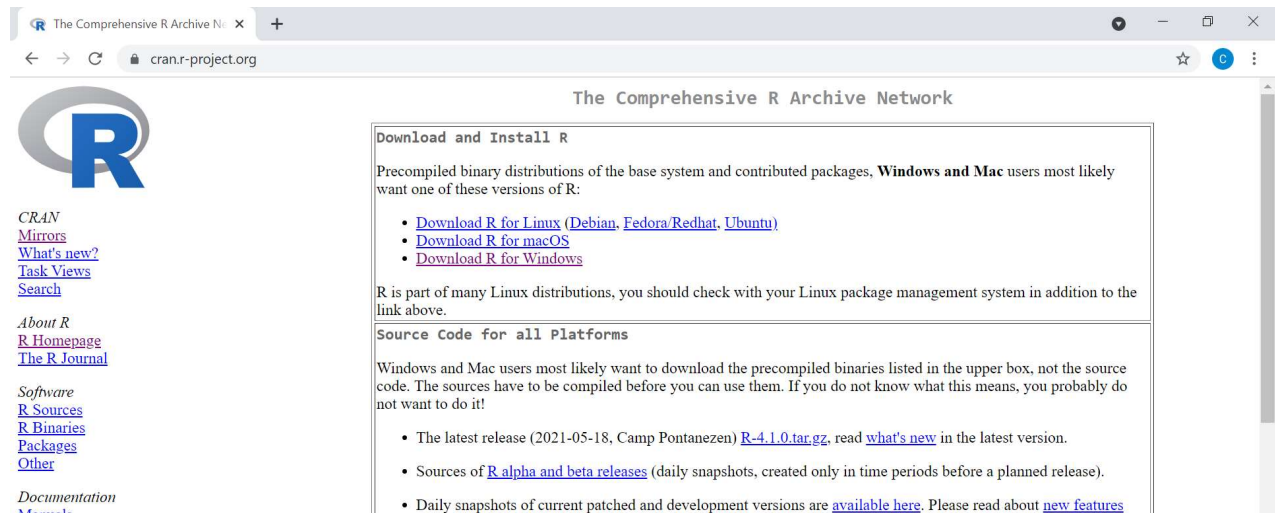 The Comprehensive R Archive Ne
cran.r-project.org
C
R
CRAN
Mirrors
What's new?
Task Views
Search
About R
R Homepage
The R Journal
Software
R Sources
R Binaries
Packages
Other
Documentation
The Comprehensive R Archive Network
Download and Install R
Precompiled binary distributions of the base system and contributed packages, Windows and Mac users most likely
want one of these versions of R:
• Download R for Linux (Debian, Fedora/Redhat, Ubuntu)
• Download R for macOS
• Download R for Windows
R is part of many Linux distributions, you should check with your Linux package management system in addition to the
link above.
Source Code for all Platforms
Windows and Mac users most likely want to download the precompiled binaries listed in the upper box, not the source
code. The sources have to be compiled before you can use them. If you do not know what this means, you probably do
not want to do it!
• The latest release (2021-05-18, Camp Pontanezen) R-4.1.0.tar.gz, read what's new in the latest version.
• Sources of R alpha and beta releases (daily snapshots, created only in time periods before a planned release).
• Daily snapshots of current patched and development versions are available here. Please read about new features